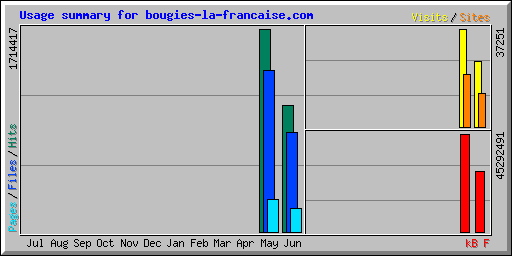 Usage summary for bougies-la-francaise.com
Visits / Sites
1714417
37251
Pages / Files / Hits
45292491
Jul Aug Sep Oct Nov Dec Jan Feb Mar Apr May Jun
kB F